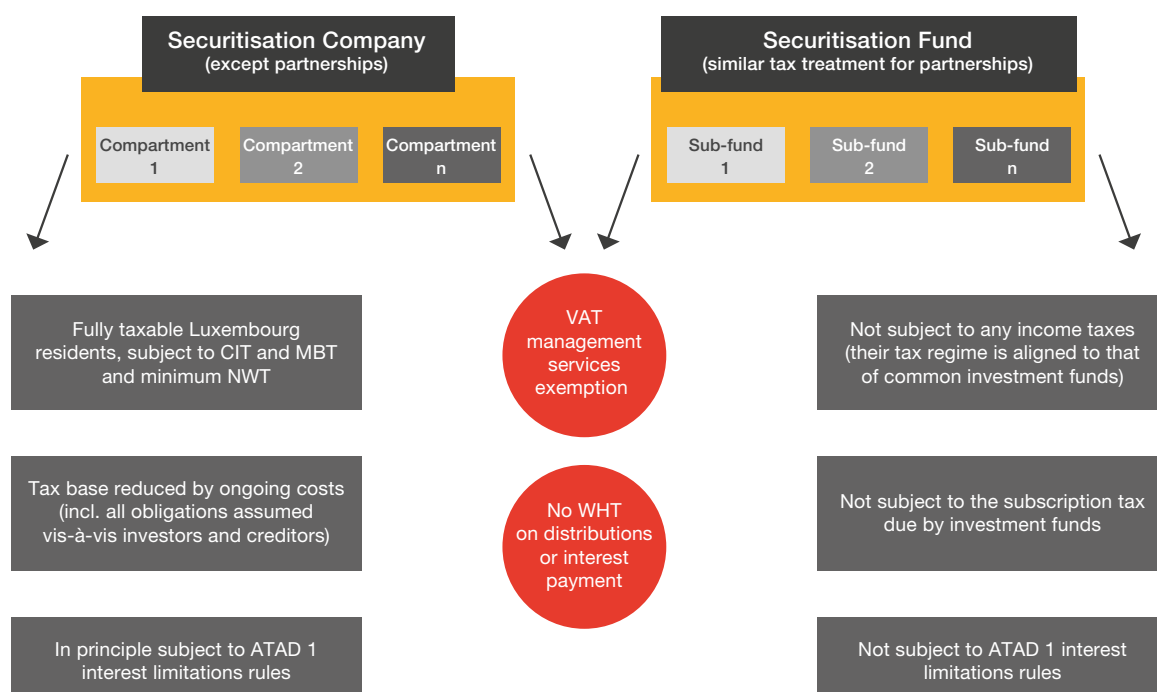 Securitisation Company
(except partnerships)
Compartment
1
Compartment
2
Compartment
n
Securitisation Fund
(similar tax treatment for partnerships)
Sub-fund
1
Sub-fund
2
Sub-fund
n
Fully taxable Luxembourg
residents, subject to CIT and MBT
and minimum NWT
Tax base reduced by ongoing costs
(incl. all obligations assumed
vis-à-vis investors and creditors)
In principle subject to ATAD 1
interest limitations rules
VAT
management
services
exemption
No WHT
on distributions
or interest
payment
Not subject to any income taxes
(their tax regime is aligned to that
of common investment funds)
Not subject to the subscription tax
due by investment funds
Not subject to ATAD 1 interest
limitations rules